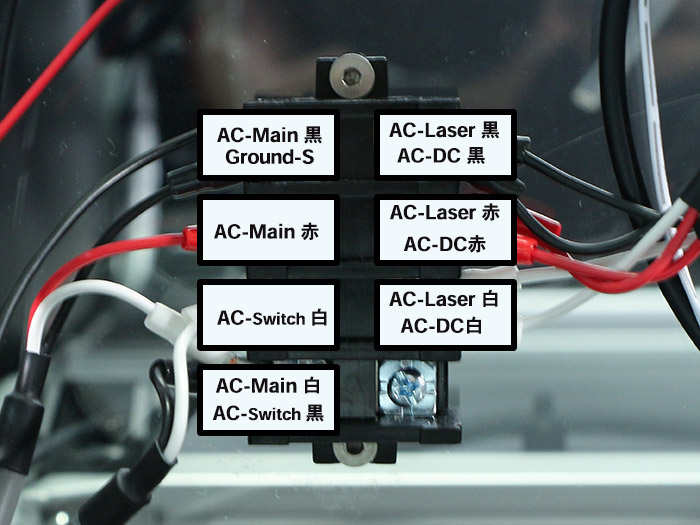 AC-Main 黒
Ground-S
AC-Laser 黒
AC-DC 黒
AC-Main 赤
AC-Laser 赤
AC-DC赤
AC-Switch 白
AC-Laser 白
AC-DC白
AC-Main 白
AC-Switch 黒